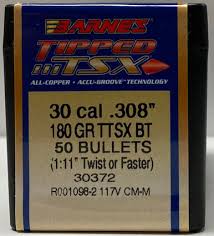 BARNES
TIPPED
TSX
ALL-COPPER • ACCU-GROOVE™ TECHNOLOGY
30 cal .308"
180 GR TTSX BT
50 BULLETS
(1:11" Twist or Faster)
30372
R001098-2 117V CM-M